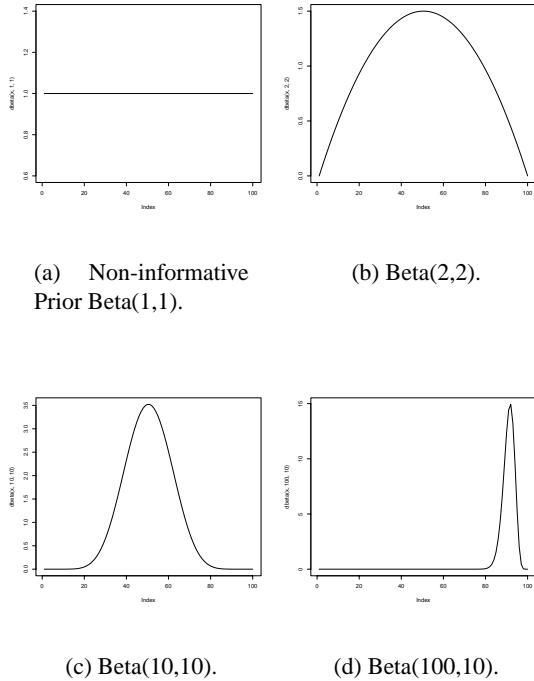 dbeta(x, 1, 1)
0.6 0.8 1.0 1.2 1.4
0 20 40 60 80 100
Index
(a) Non-informative
Prior Beta(1,1).
dbeta(x, 2, 2)
0.0 0.5 1.0 1.5
0 20 40 60 80 100
Index
(b) Beta(2,2).
dbeta(x, 10, 10)
0.0 0.5 1.0 1.5 2.0 2.5 3.0 3.5
0 20 40 60 80 100
Index
(c) Beta(10,10).
dbeta(x, 100, 10)
0 5 10 15
0 20 40 60 80 100
Index
(d) Beta(100,10).